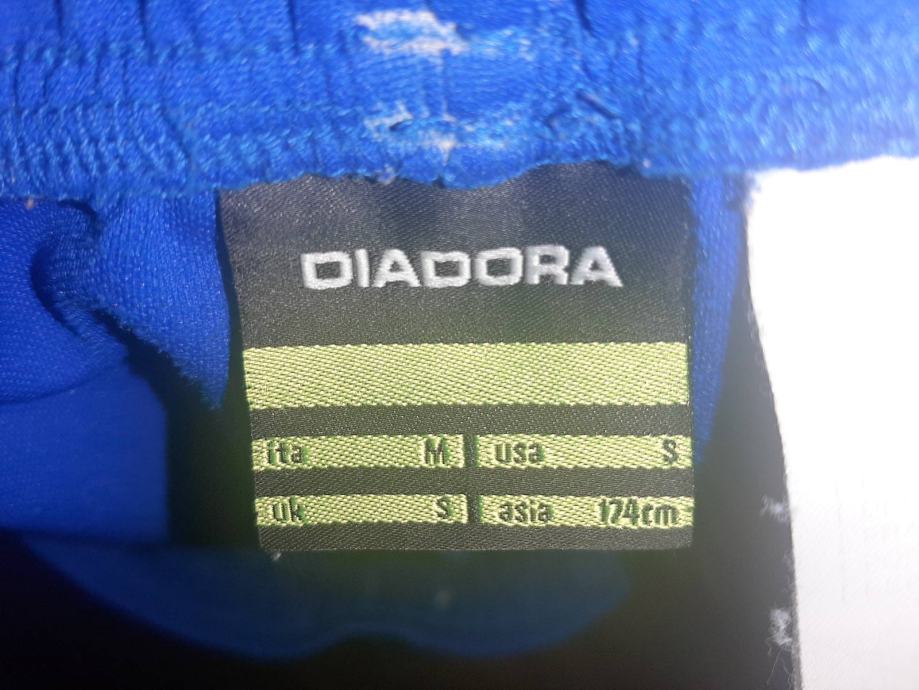 DIADORA
ita M usa S
uk S asia 174cm